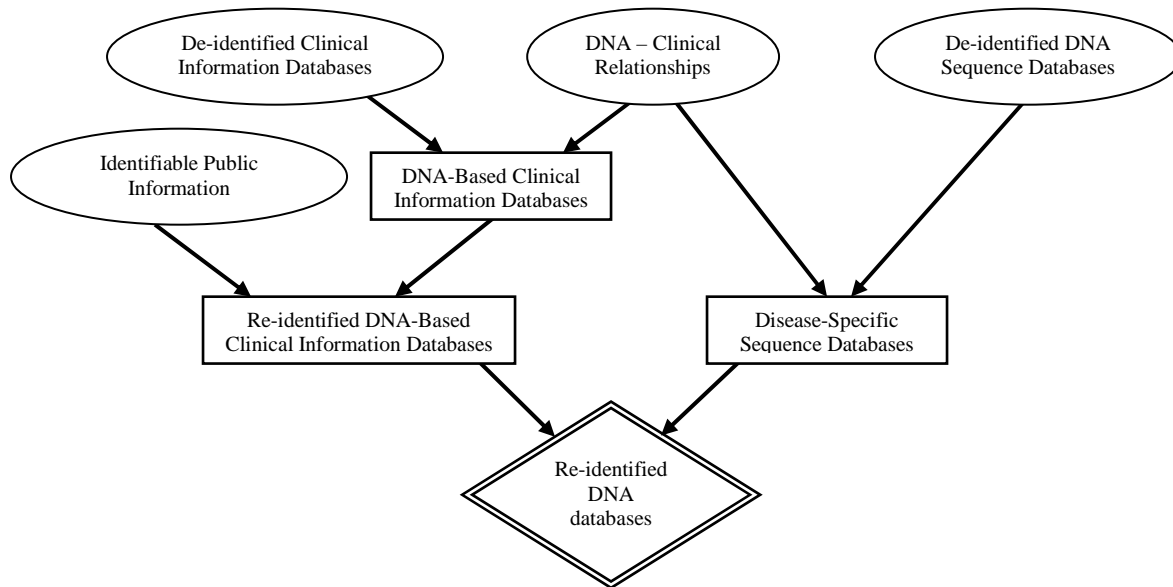 De-identified Clinical
Information Databases
DNA – Clinical
Relationships
De-identified DNA
Sequence Databases
Identifiable Public
Information
DNA-Based Clinical
Information Databases
Re-identified DNA-Based
Clinical Information Databases
Disease-Specific
Sequence Databases
Re-identified
DNA
databases